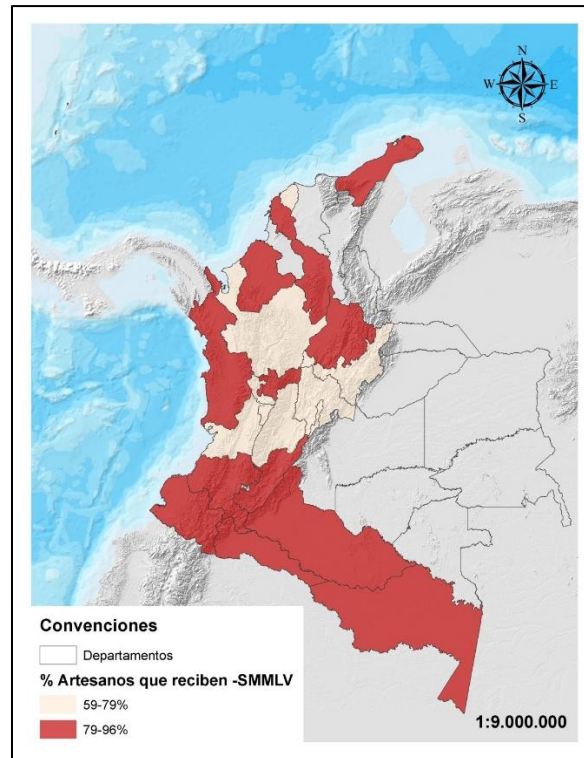 N
W E
S
Convenciones
Departamentos
% Artesanos que reciben -SMMLV
59-79%
79-96%
1:9.000.000